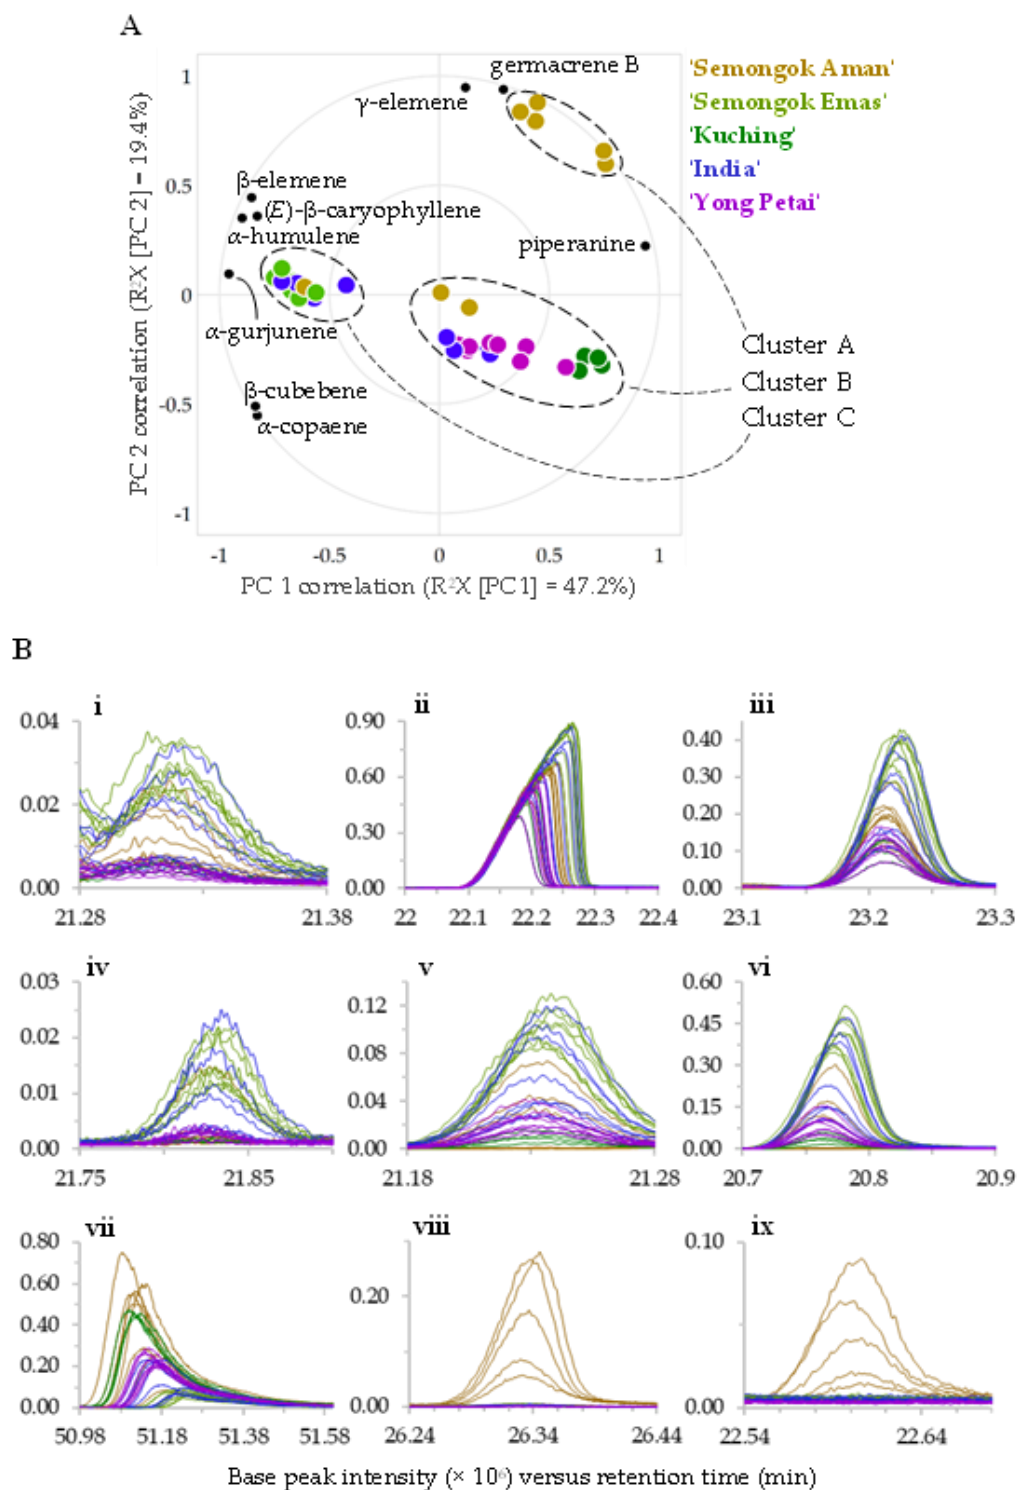 A
germacrene B
γ-elemene
'Semongok Aman'
'Semongok Emas'
'Kuching'
'India'
'Yong Petai'
β-elemene
(E)-β-caryophyllene
α-humulene
piperanine
α-gurjunene
β-cubebene
α-copaene
Cluster A
Cluster B
Cluster C
PC 2 correlation (R²X [PC 2] = 19.4%)
1
0.5
0
-0.5
-1
-1 -0.5 0 0.5 1
PC 1 correlation (R²X [PC1] = 47.2%)
B
i
0.04
0.02
0.00
21.28 21.38
ii
0.90
0.60
0.30
0.00
22 22.1 22.2 22.3 22.4
iii
0.40
0.30
0.20
0.10
0.00
23.1 23.2 23.3
iv
0.03
0.02
0.01
0.00
21.75 21.85
v
0.12
0.08
0.04
0.00
21.18 21.28
vi
0.60
0.45
0.30
0.15
0.00
20.7 20.8 20.9
vii
0.80
0.60
0.40
0.20
0.00
50.98 51.18 51.38 51.58
viii
0.20
0.00
26.24 26.34 26.44
ix
0.10
0.00
22.54 22.64
Base peak intensity (× 10⁶) versus retention time (min)